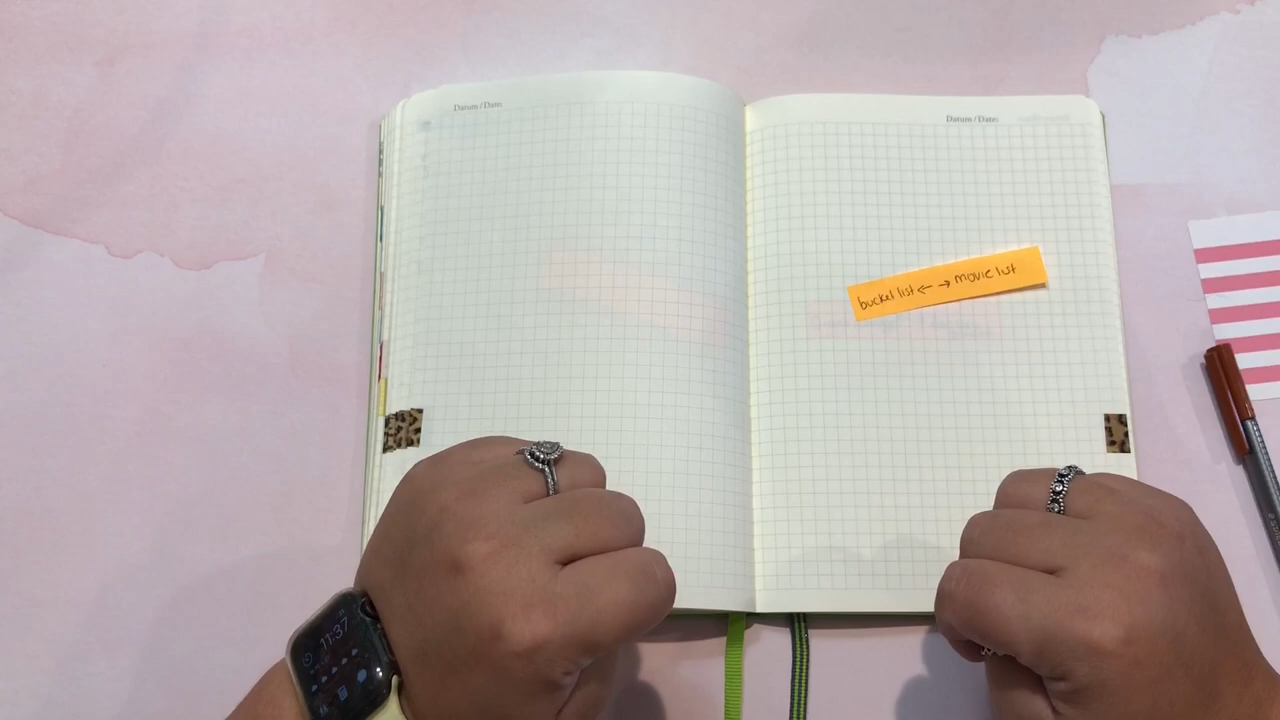 Datum / Date:
Datum / Date:
bucket list ← → movie list
11:37